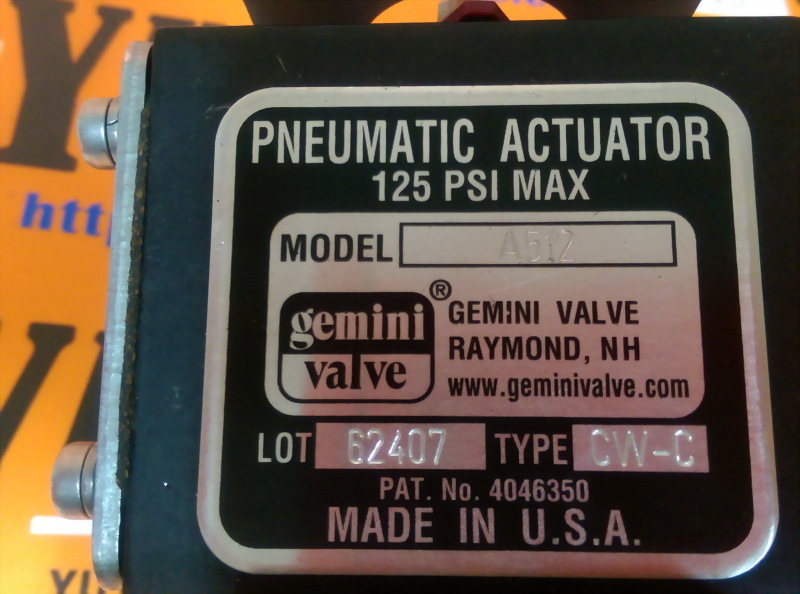 PNEUMATIC ACTUATOR
125 PSI MAX
MODEL A512
gemini valve ®
GEMINI VALVE
RAYMOND, NH
www.geminivalve.com
LOT 62407 TYPE CW-C
PAT. No. 4046350
MADE IN U.S.A.